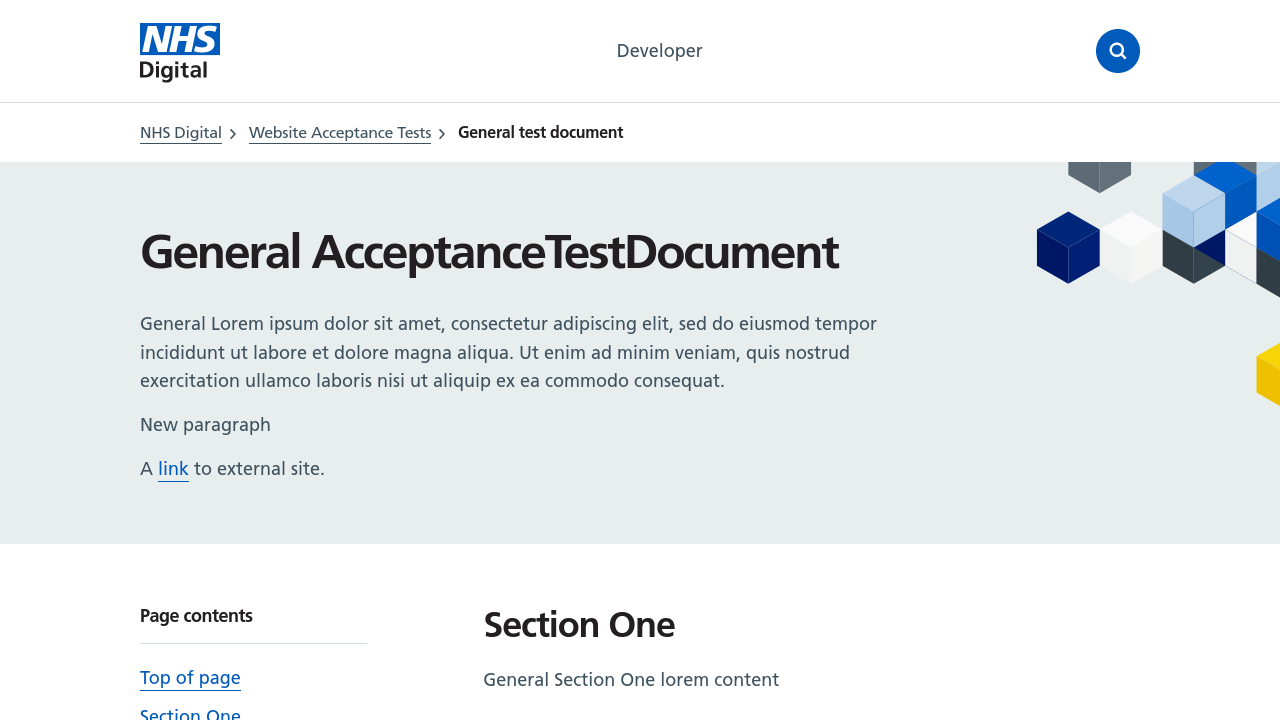 NHS
Digital
Developer
NHS Digital
Website Acceptance Tests
General test document
General AcceptanceTestDocument
General Lorem ipsum dolor sit amet, consectetur adipiscing elit, sed do eiusmod tempor
incididunt ut labore et dolore magna aliqua. Ut enim ad minim veniam, quis nostrud
exercitation ullamco laboris nisi ut aliquip ex ea commodo consequat.
New paragraph
A link to external site.
Page contents
Top of page
Section One
Section One
General Section One lorem content